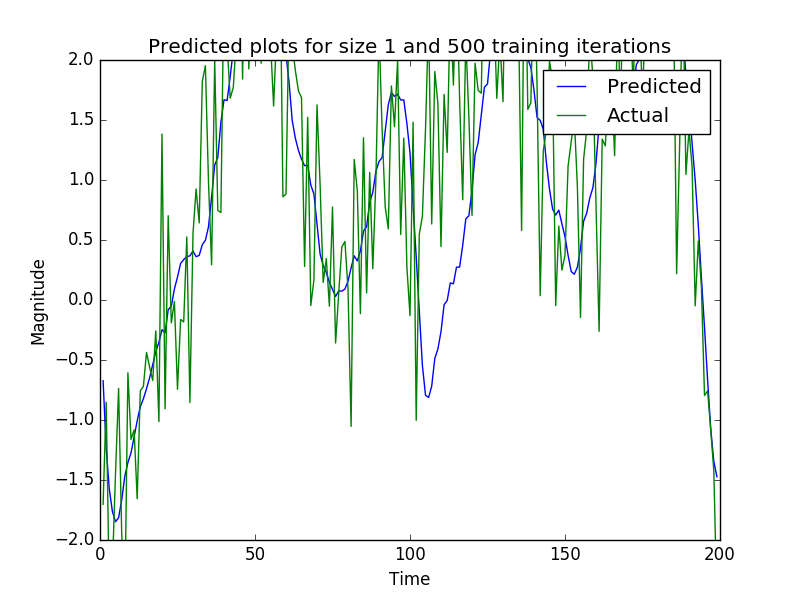 Predicted plots for size 1 and 500 training iterations
2.0
1.5
1.0
0.5
0.0
−0.5
−1.0
−1.5
−2.0
Magnitude
Predicted
Actual
0 50 100 150 200
Time